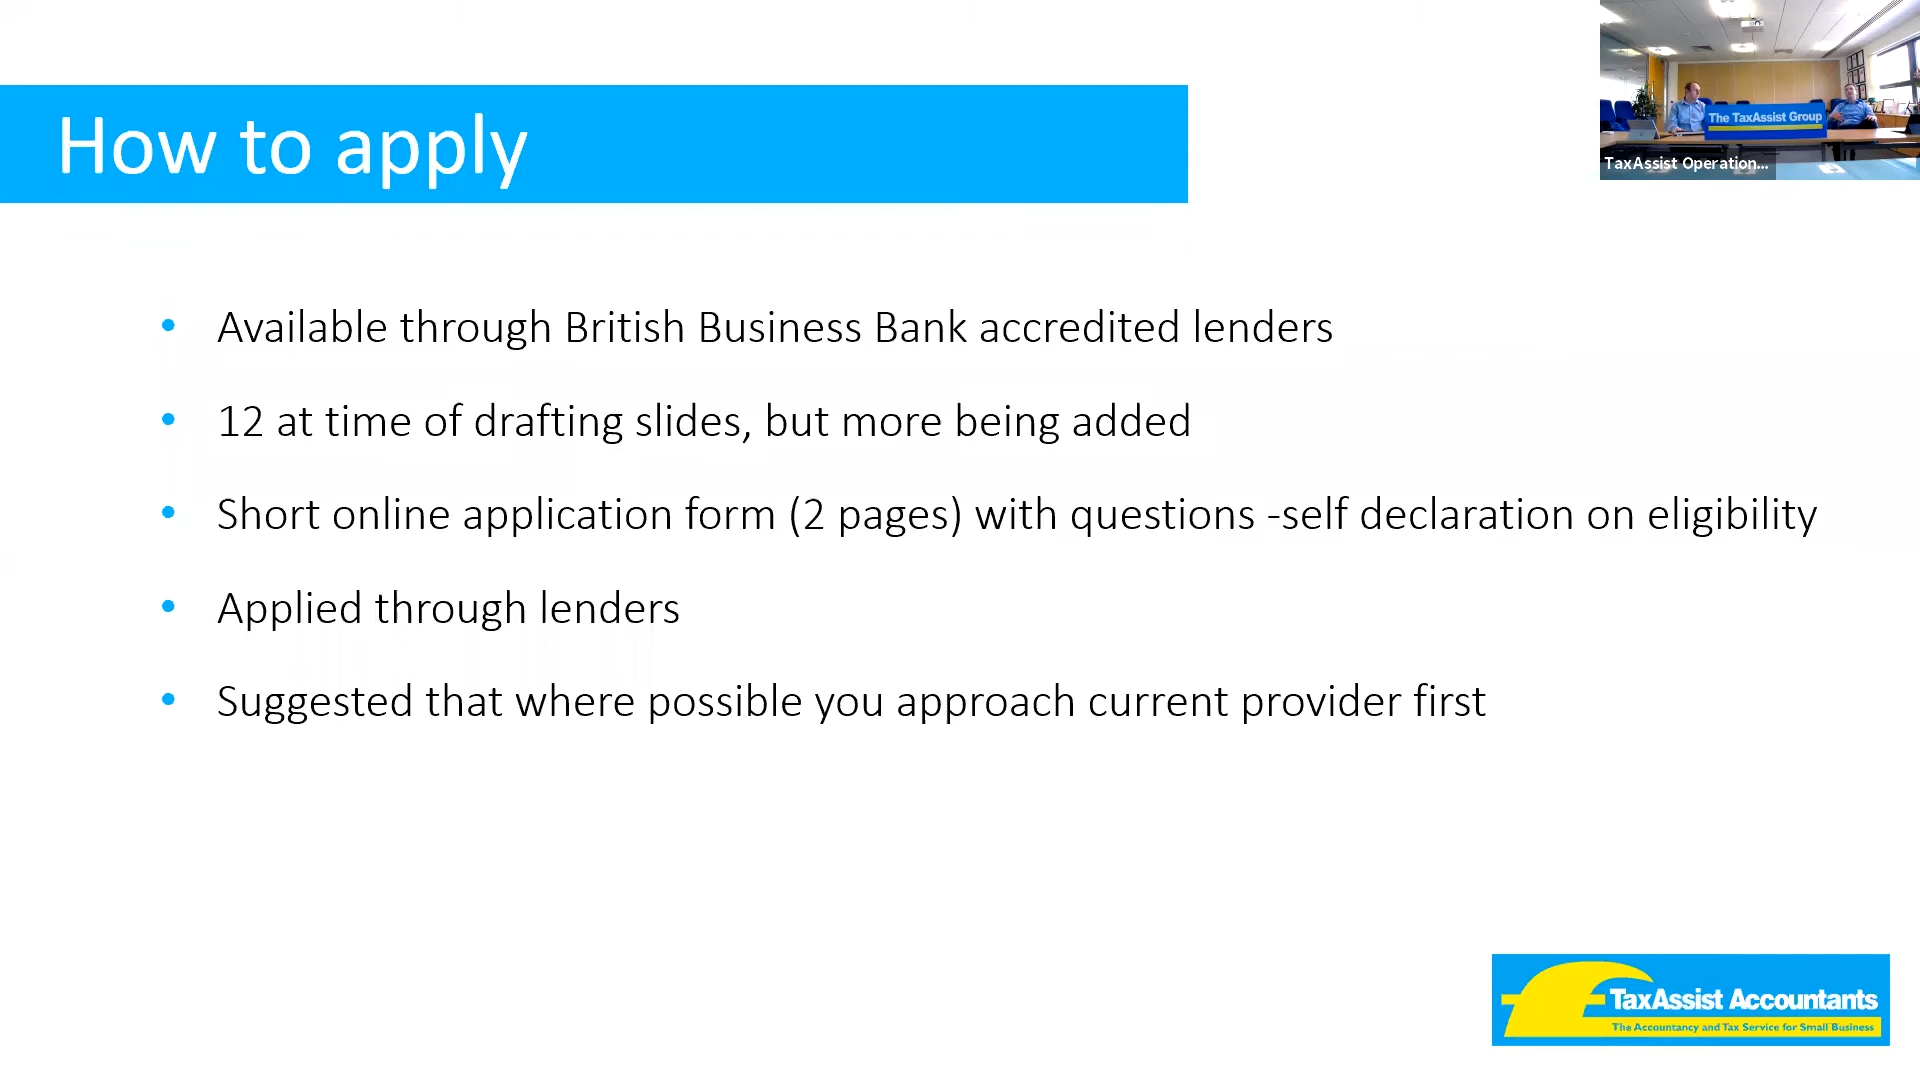 How to apply
The TaxAssist Group
TaxAssist Operation...
• Available through British Business Bank accredited lenders
• 12 at time of drafting slides, but more being added
• Short online application form (2 pages) with questions -self declaration on eligibility
• Applied through lenders
• Suggested that where possible you approach current provider first
TaxAssist Accountants
The Accountancy and Tax Service for Small Business